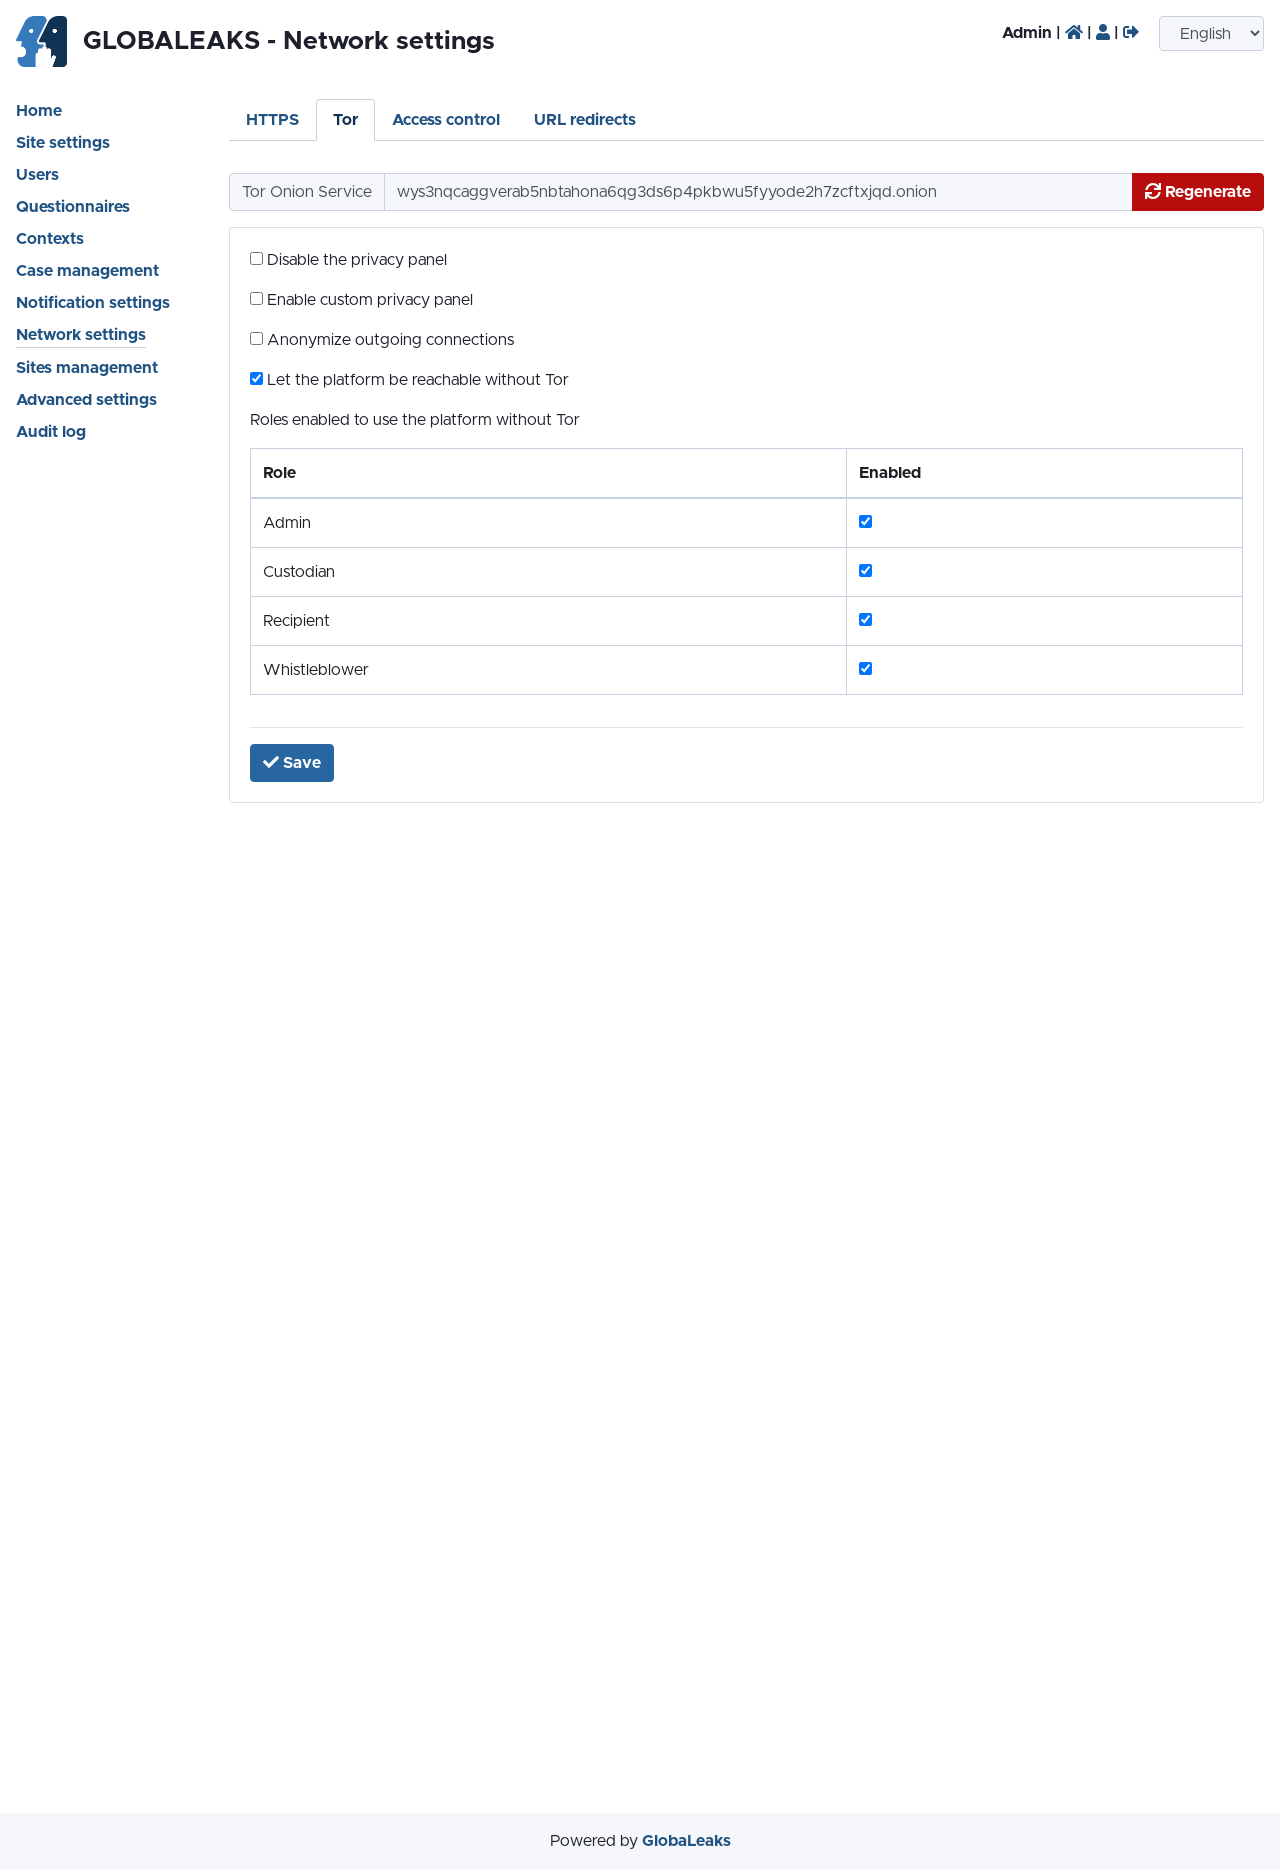 GLOBALEAKS - Network settings
Admin | | |
English
Home
Site settings
Users
Questionnaires
Contexts
Case management
Notification settings
Network settings
Sites management
Advanced settings
Audit log
HTTPS Tor Access control URL redirects
Tor Onion Service wys3nqcaggverab5nbtahona6qg3ds6p4pkbwu5fyyode2h7zcftxjqd.onion Regenerate
Disable the privacy panel
Enable custom privacy panel
Anonymize outgoing connections
Let the platform be reachable without Tor
Roles enabled to use the platform without Tor
Role Enabled
Admin
Custodian
Recipient
Whistleblower
Save
Powered by GlobaLeaks